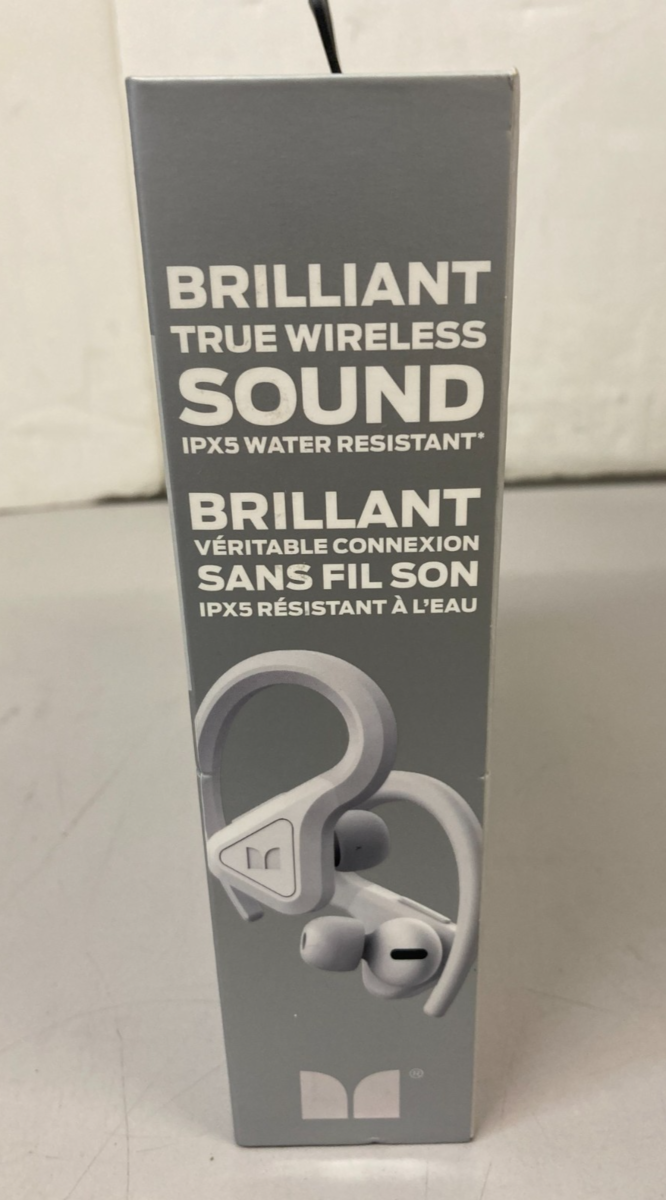 BRILLIANT
TRUE WIRELESS
SOUND
IPX5 WATER RESISTANT*
BRILLANT
VÉRITABLE CONNEXION
SANS FIL SON
IPX5 RÉSISTANT À L'EAU
®